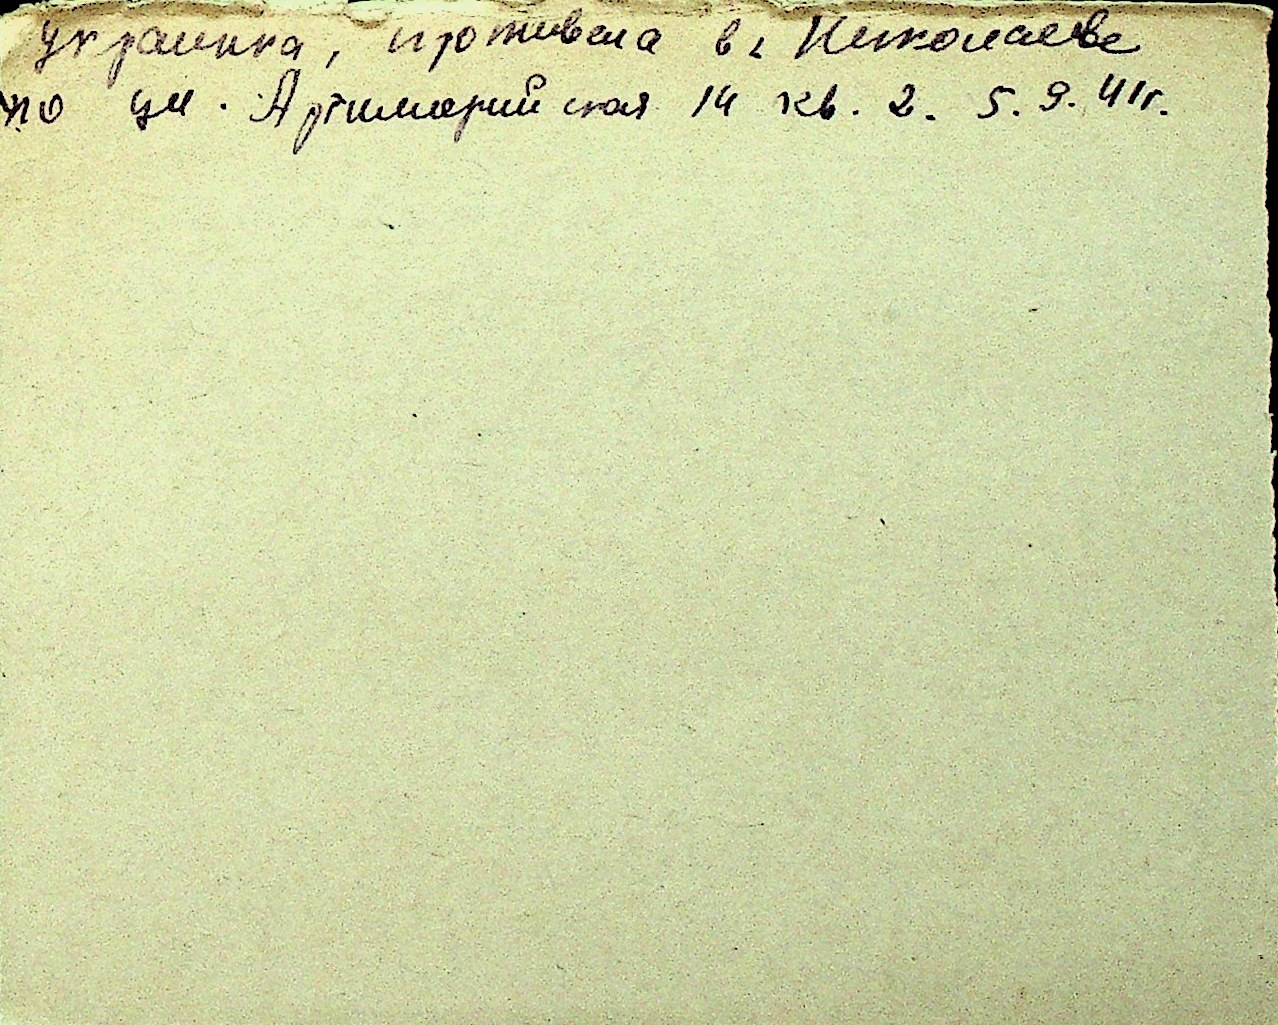 украинка, проживала в г. Николаеве
по ул. Артиллерийская 14 кв. 2. 5.9.41г.